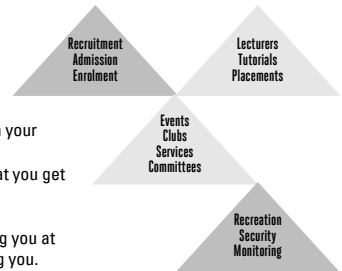 Recruitment
Admission
Enrolment
Lecturers
Tutorials
Placements
your
Events
Clubs
Services
Committees
at you get
Recreation
Security
Monitoring
g you at
g you.